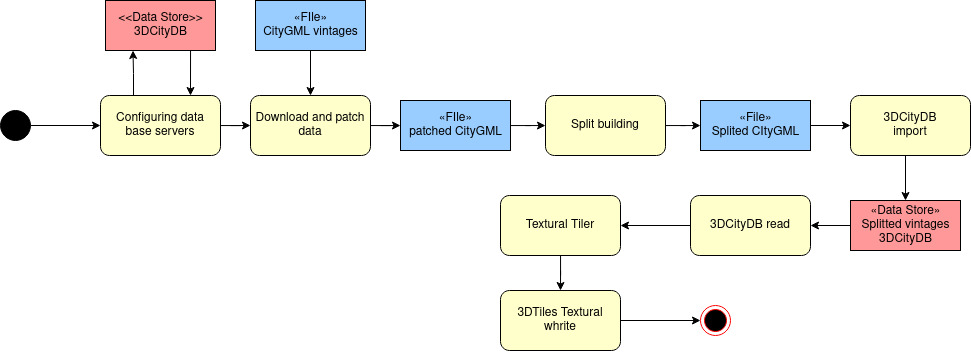 <<Data Store>>
3DCityDB
«FIle»
CityGML vintages
Configuring data
base servers
Download and patch
data
«FIle»
patched CityGML
Split building
«File»
Splited CItyGML
3DCityDB
import
«Data Store»
Splitted vintages
3DCityDB
3DCityDB read
Textural Tiler
3DTiles Textural
whrite